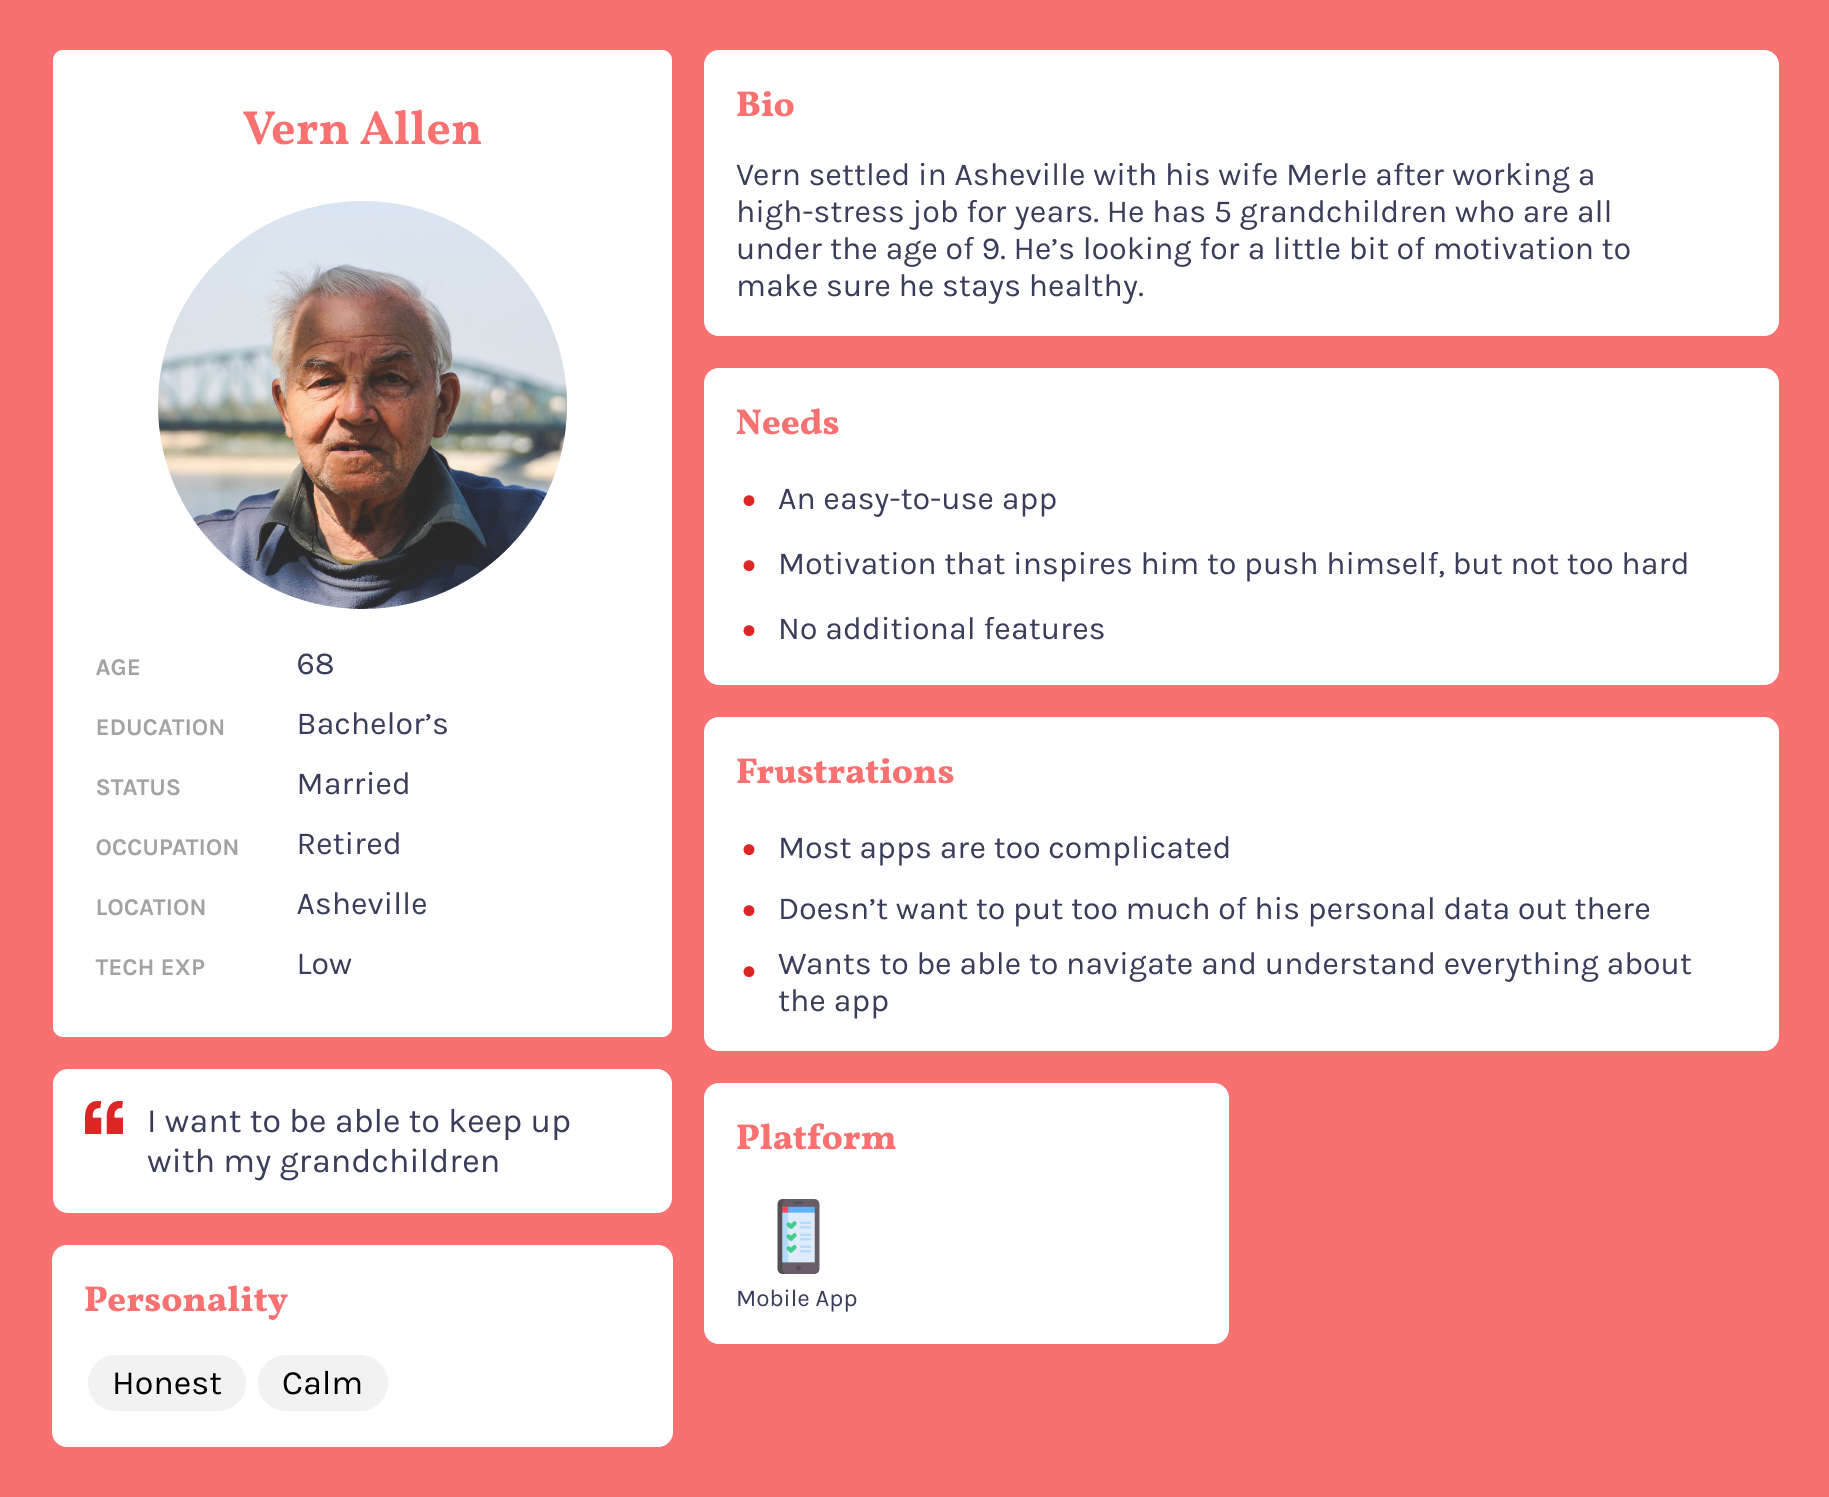 Vern Allen
AGE 68
EDUCATION Bachelor’s
STATUS Married
OCCUPATION Retired
LOCATION Asheville
TECH EXP Low
I want to be able to keep up
with my grandchildren
Personality
Honest Calm
Bio
Vern settled in Asheville with his wife Merle after working a
high-stress job for years. He has 5 grandchildren who are all
under the age of 9. He’s looking for a little bit of motivation to
make sure he stays healthy.
Needs
• An easy-to-use app
• Motivation that inspires him to push himself, but not too hard
• No additional features
Frustrations
• Most apps are too complicated
• Doesn’t want to put too much of his personal data out there
• Wants to be able to navigate and understand everything about
the app
Platform
Mobile App